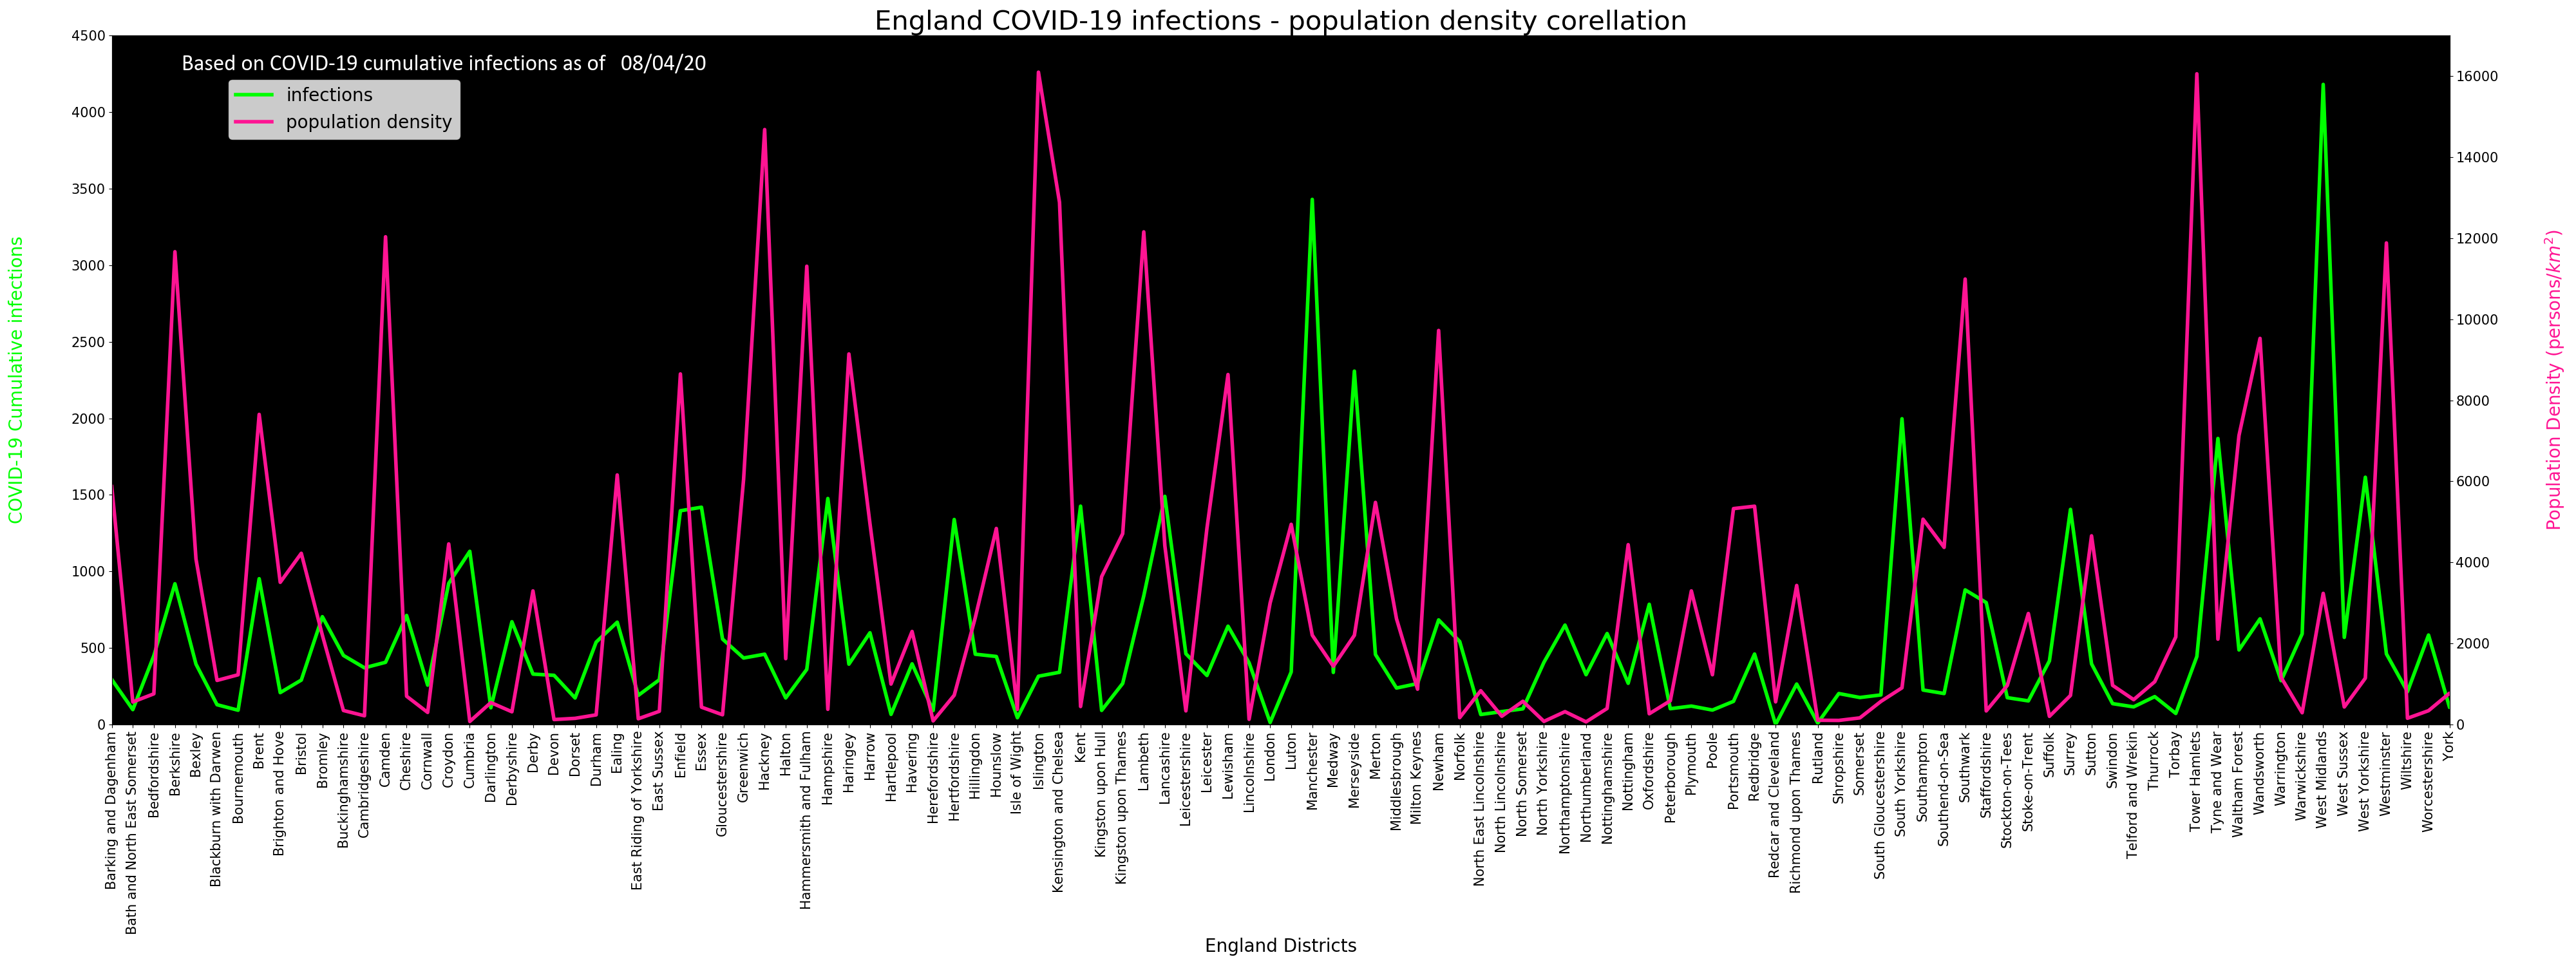 England COVID-19 infections - population density corellation
Based on COVID-19 cumulative infections as of 08/04/20
infections
population density
COVID-19 Cumulative infections
4500
4000
3500
3000
2500
2000
1500
1000
500
0
Population Density (persons/km²)
16000
14000
12000
10000
8000
6000
4000
2000
0
Barking and Dagenham
Bath and North East Somerset
Bedfordshire
Berkshire
Bexley
Blackburn with Darwen
Bournemouth
Brent
Brighton and Hove
Bristol
Bromley
Buckinghamshire
Cambridgeshire
Camden
Cheshire
Cornwall
Croydon
Cumbria
Darlington
Derbyshire
Derby
Devon
Dorset
Durham
Ealing
East Riding of Yorkshire
East Sussex
Enfield
Essex
Gloucestershire
Greenwich
Hackney
Halton
Hammersmith and Fulham
Hampshire
Haringey
Harrow
Hartlepool
Havering
Herefordshire
Hertfordshire
Hillingdon
Hounslow
Isle of Wight
Islington
Kensington and Chelsea
Kent
Kingston upon Hull
Kingston upon Thames
Lambeth
Lancashire
Leicestershire
Leicester
Lewisham
Lincolnshire
London
Luton
Manchester
Medway
Merseyside
Merton
Middlesbrough
Milton Keynes
Newham
Norfolk
North East Lincolnshire
North Lincolnshire
North Somerset
North Yorkshire
Northamptonshire
Northumberland
Nottinghamshire
Nottingham
Oxfordshire
Peterborough
Plymouth
Poole
Portsmouth
Redbridge
Redcar and Cleveland
Richmond upon Thames
Rutland
Shropshire
Somerset
South Gloucestershire
South Yorkshire
Southampton
Southend-on-Sea
Southwark
Staffordshire
Stockton-on-Tees
Stoke-on-Trent
Suffolk
Surrey
Sutton
Swindon
Telford and Wrekin
Thurrock
Torbay
Tower Hamlets
Tyne and Wear
Waltham Forest
Wandsworth
Warrington
Warwickshire
West Midlands
West Sussex
West Yorkshire
Westminster
Wiltshire
Worcestershire
York
England Districts